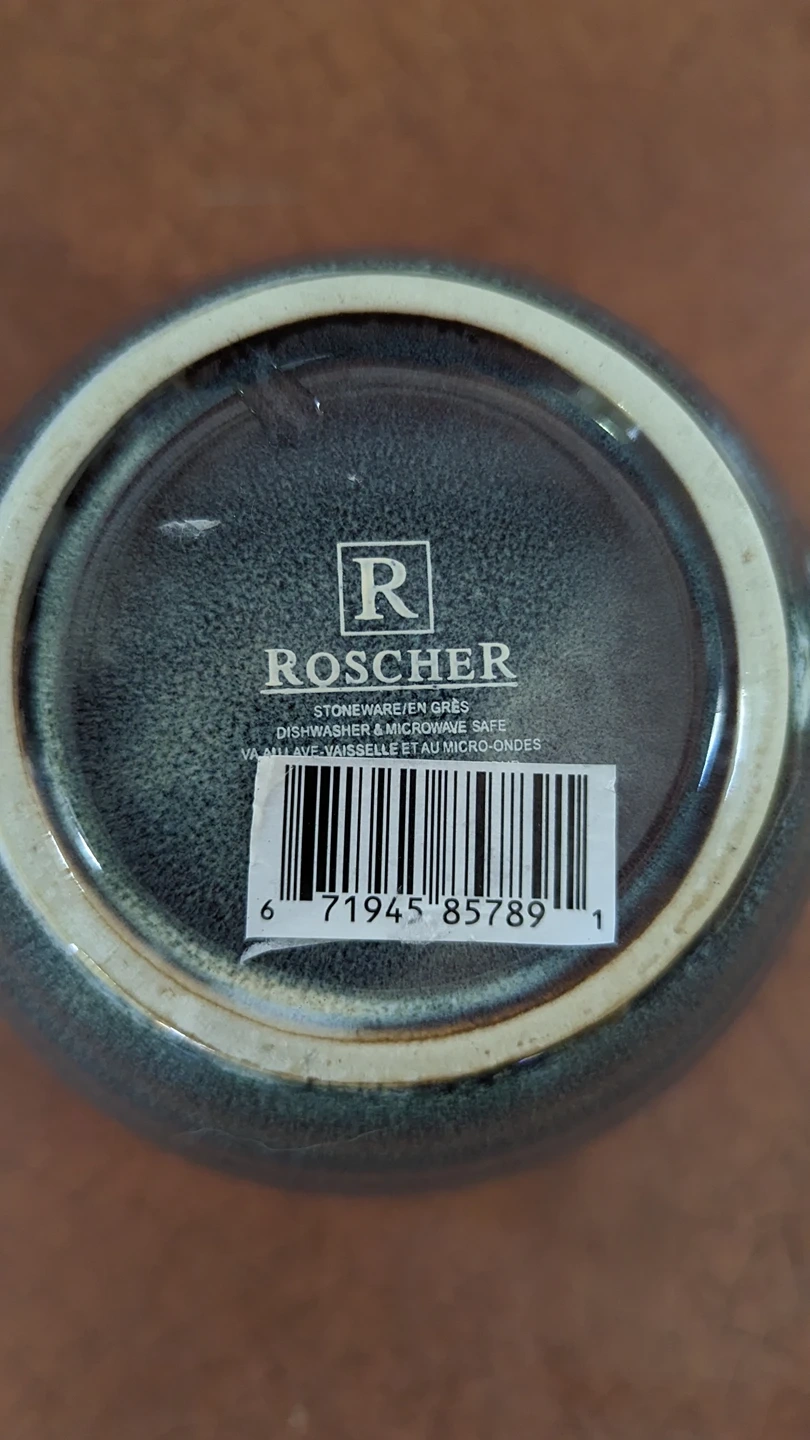 R
ROSCHER
STONEWARE/EN GRÈS
DISHWASHER & MICROWAVE SAFE
VA AU LAVE-VAISSELLE ET AU MICRO-ONDES
6 71945 85789 1